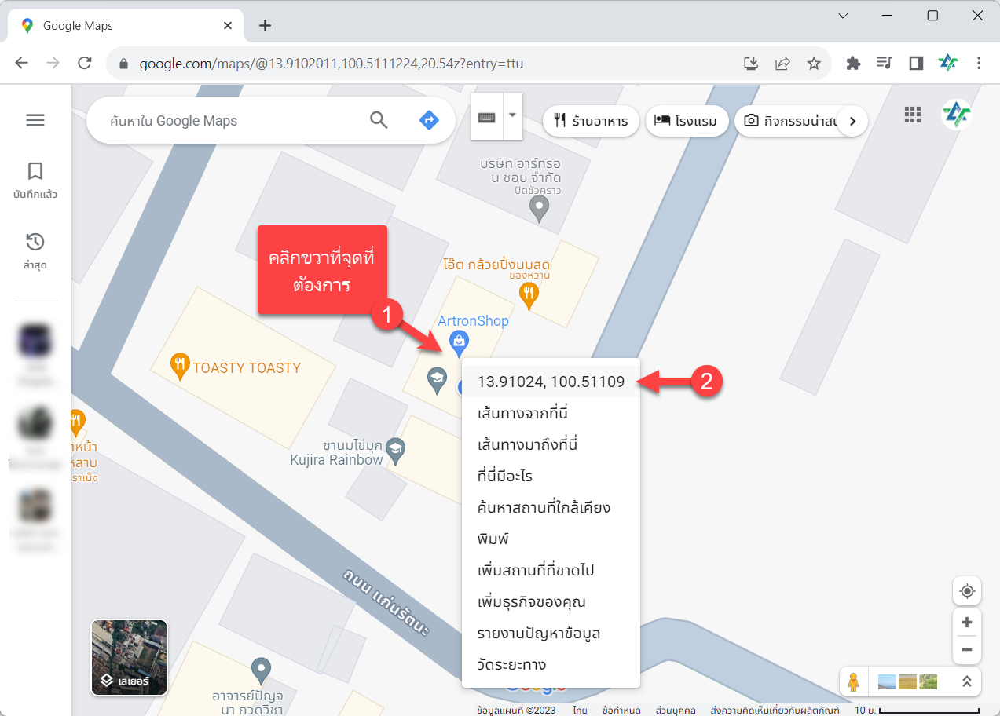 Google Maps
google.com/maps/@13.9102011,100.5111224,20.54z?entry=ttu
ค้นหาใน Google Maps
ร้านอาหาร
โรงแรม
กิจกรรมน่าสน
บันทึกแล้ว
ล่าสุด
บริษัท อาร์ทรอ
น ชอป จำกัด
ปิดชั่วคราว
คลิกขวาที่จุดที่
ต้องการ
1
โอ๊ต กล้วยปิ้งนมสด
ของหวาน
ArtronShop
TOASTY TOASTY
13.91024, 100.51109
2
เส้นทางจากที่นี่
เส้นทางมาถึงที่นี่
ที่นี่มีอะไร
ค้นหาสถานที่ใกล้เคียง
พิมพ์
เพิ่มสถานที่ที่ขาดไป
เพิ่มธุรกิจของคุณ
รายงานปัญหาข้อมูล
วัดระยะทาง
ชานมไข่มุก
Kujira Rainbow
าหน้า
หลาบ
ราเม็ง
ถนน แก่นรัตนะ
เลเยอร์
อาจารย์ปัญจ
นา กวดวิชา
Google
ข้อมูลแผนที่ ©2023 ไทย ข้อกำหนด ส่วนบุคคล ส่งความคิดเห็นเกี่ยวกับผลิตภัณฑ์ 10 ม.